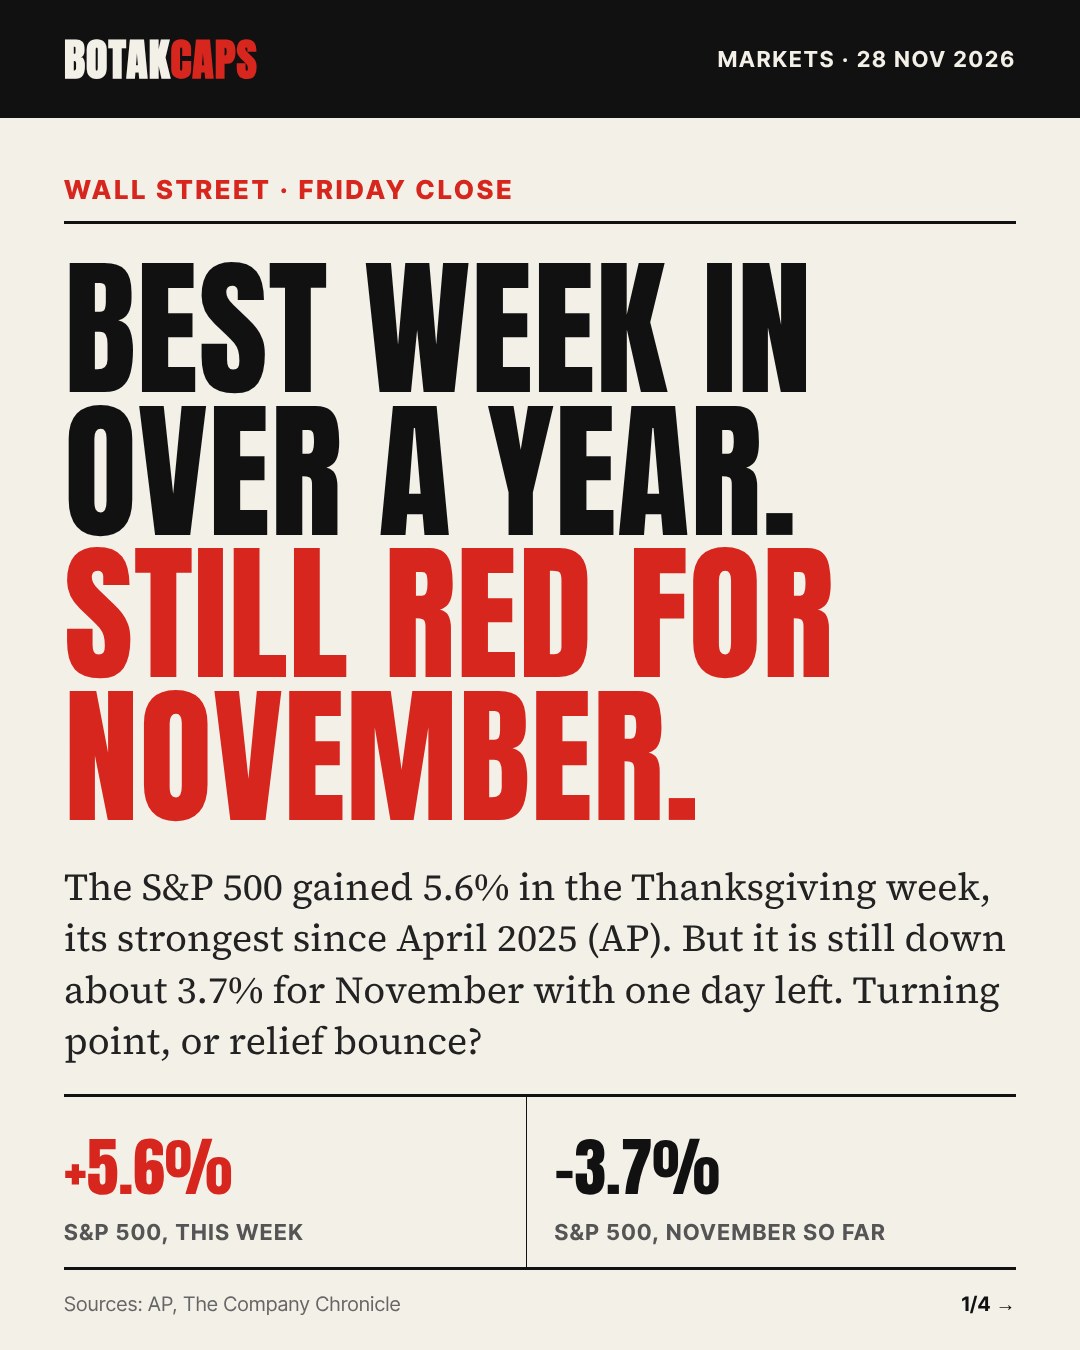 BOTAKCAPS
MARKETS · 28 NOV 2026
WALL STREET · FRIDAY CLOSE
BEST WEEK IN
OVER A YEAR.
STILL RED FOR
NOVEMBER.
The S&P 500 gained 5.6% in the Thanksgiving week,
its strongest since April 2025 (AP). But it is still down
about 3.7% for November with one day left. Turning
point, or relief bounce?
+5.6%
S&P 500, THIS WEEK
-3.7%
S&P 500, NOVEMBER SO FAR
Sources: AP, The Company Chronicle
1/4 →